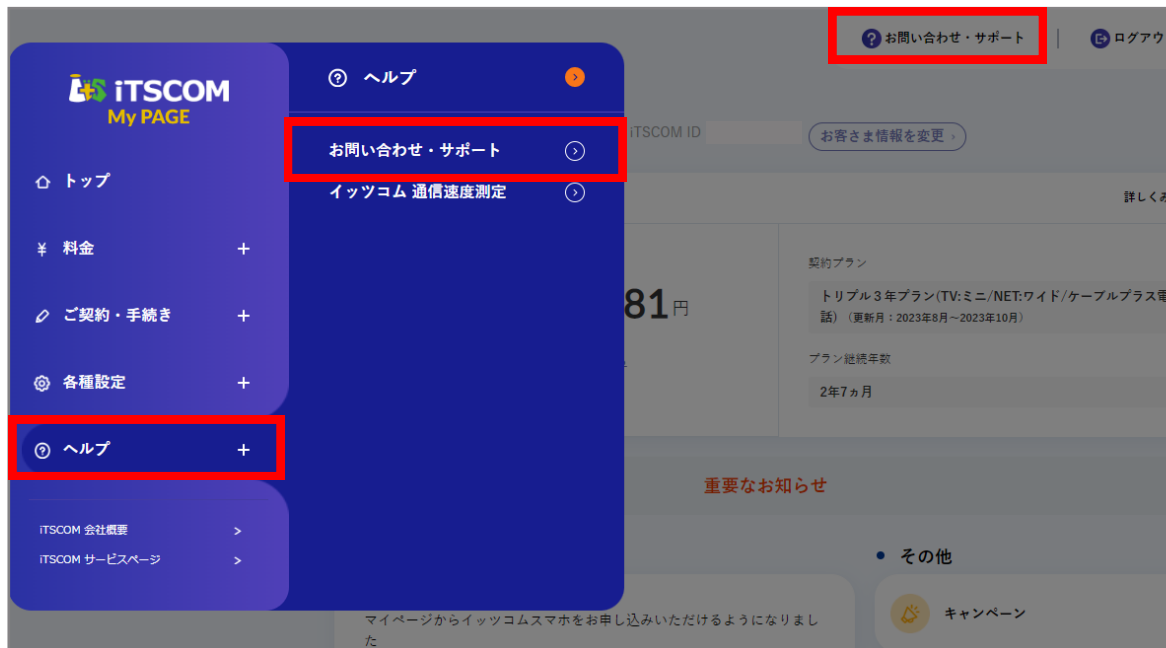 お問い合わせ・サポート
ログアウ
iTSCOM
My PAGE
トップ
¥ 料金 +
ご契約・手続き +
各種設定 +
ヘルプ +
iTSCOM 会社概要 >
iTSCOM サービスページ >
ヘルプ
お問い合わせ・サポート
イッツコム 通信速度測定
iTSCOM ID
お客さま情報を変更
詳しくみ
81円
契約プラン
トリプル3年プラン(TV:ミニ/NET:ワイド/ケーブルプラス電
話) (更新月：2023年8月～2023年10月)
プラン継続年数
2年7ヵ月
重要なお知らせ
マイページからイッツコムスマホをお申し込みいただけるようになりまし
た
その他
キャンペーン